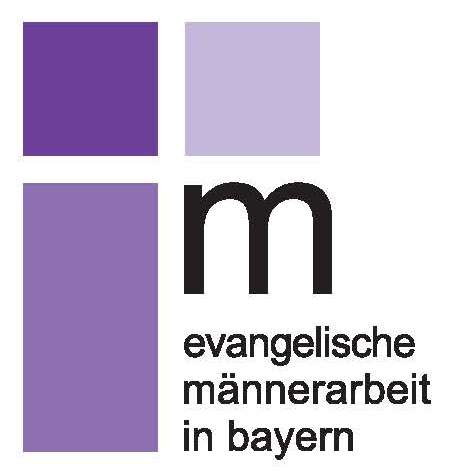 m
evangelische
männerarbeit
in bayern